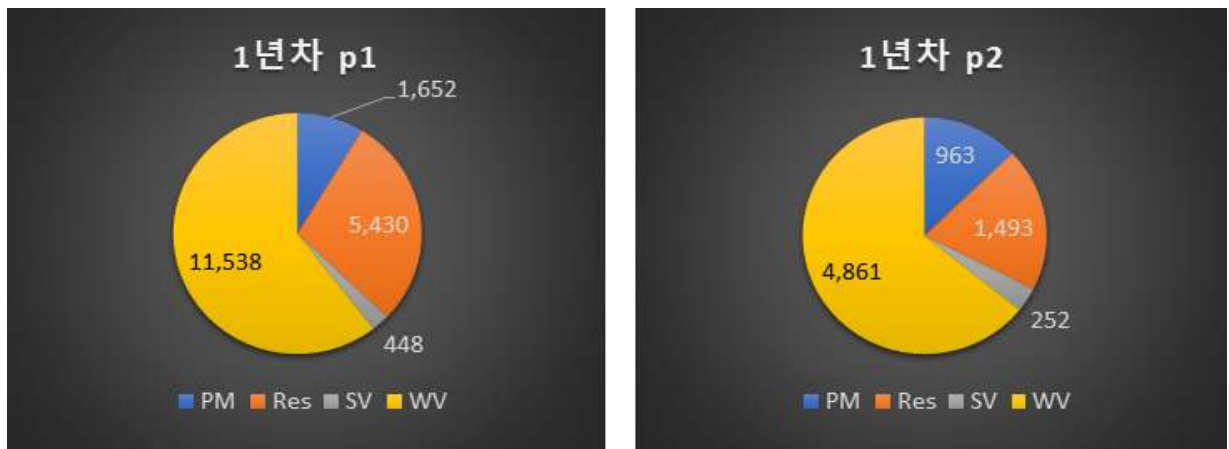 1년차 p1
1,652
5,430
11,538
448
PM Res SV WV
1년차 p2
963
1,493
4,861
252
PM Res SV WV